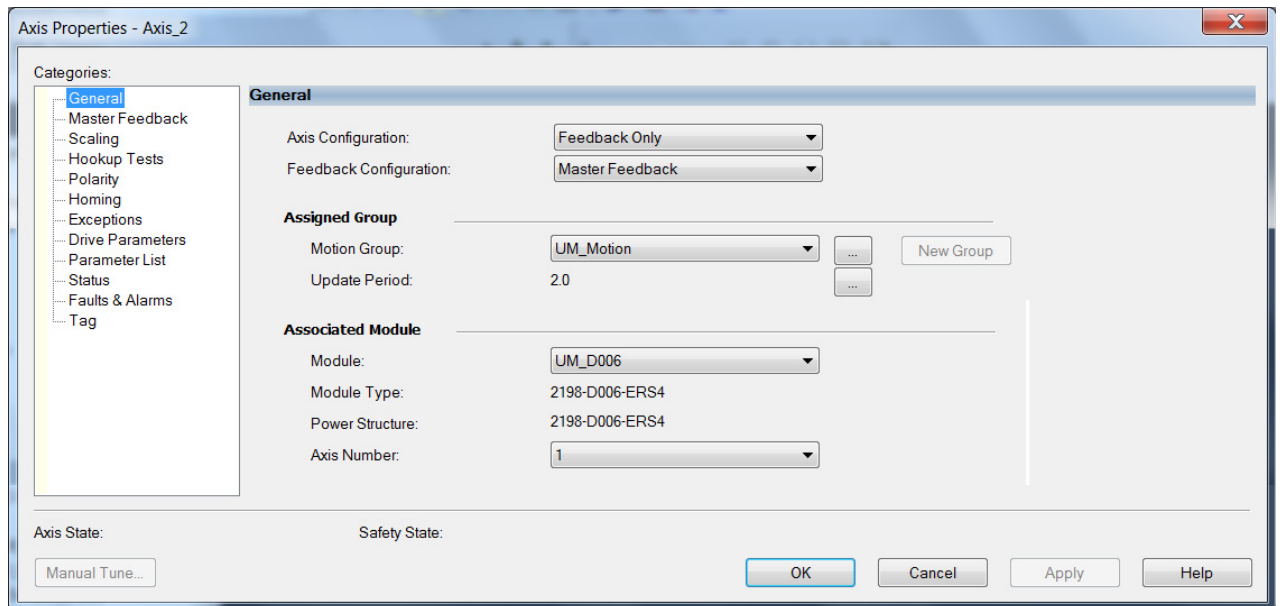 Axis Properties - Axis_2
X
Categories:
General
Master Feedback
Scaling
Hookup Tests
Polarity
Homing
Exceptions
Drive Parameters
Parameter List
Status
Faults & Alarms
Tag
General
Axis Configuration: Feedback Only
Feedback Configuration: Master Feedback
Assigned Group
Motion Group: UM_Motion ... New Group
Update Period: 2.0 ...
Associated Module
Module: UM_D006
Module Type: 2198-D006-ERS4
Power Structure: 2198-D006-ERS4
Axis Number: 1
Axis State: Safety State:
Manual Tune... OK Cancel Apply Help